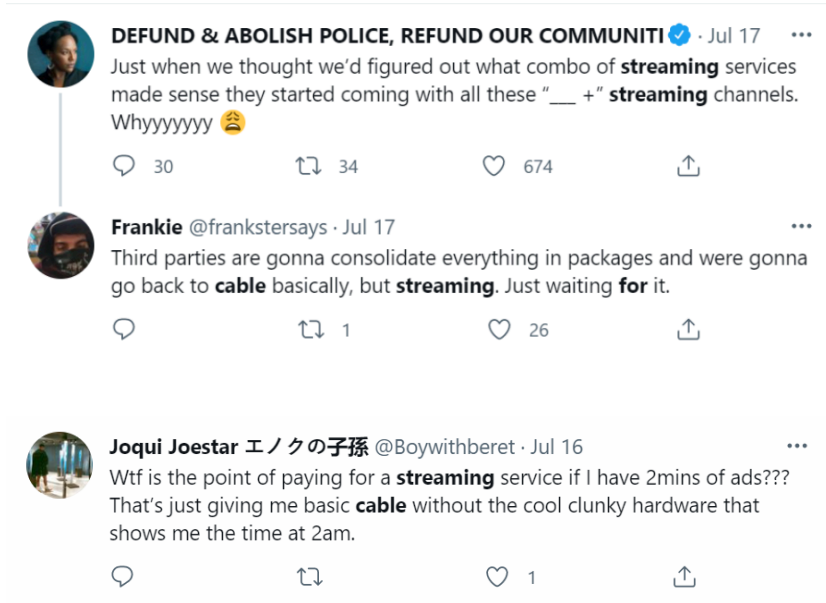 DEFUND & ABOLISH POLICE, REFUND OUR COMMUNITI · Jul 17
Just when we thought we'd figured out what combo of streaming services
made sense they started coming with all these "___ +" streaming channels.
Whyyyyyyy 😩
30 34 674
Frankie @frankstersays · Jul 17
Third parties are gonna consolidate everything in packages and were gonna
go back to cable basically, but streaming. Just waiting for it.
1 26
Joqui Joestar エノクの子孫 @Boywithberet · Jul 16
Wtf is the point of paying for a streaming service if I have 2mins of ads???
That's just giving me basic cable without the cool clunky hardware that
shows me the time at 2am.
1